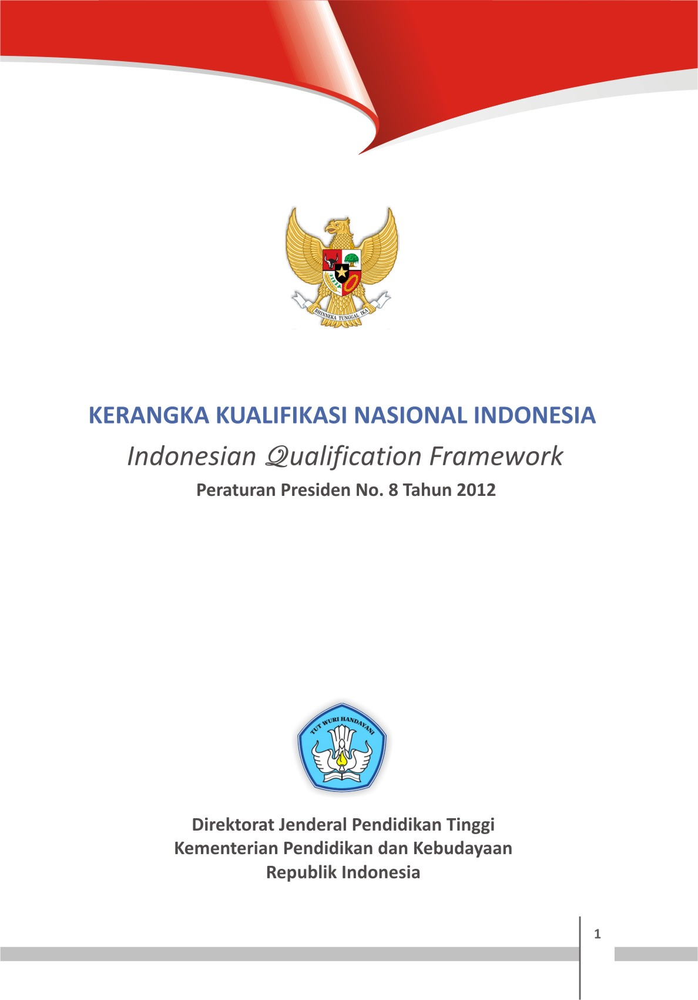 BHINNEKA TUNGGAL IKA
KERANGKA KUALIFIKASI NASIONAL INDONESIA
Indonesian Qualification Framework
Peraturan Presiden No. 8 Tahun 2012
TUT WURI HANDAYANI
Direktorat Jenderal Pendidikan Tinggi
Kementerian Pendidikan dan Kebudayaan
Republik Indonesia
1